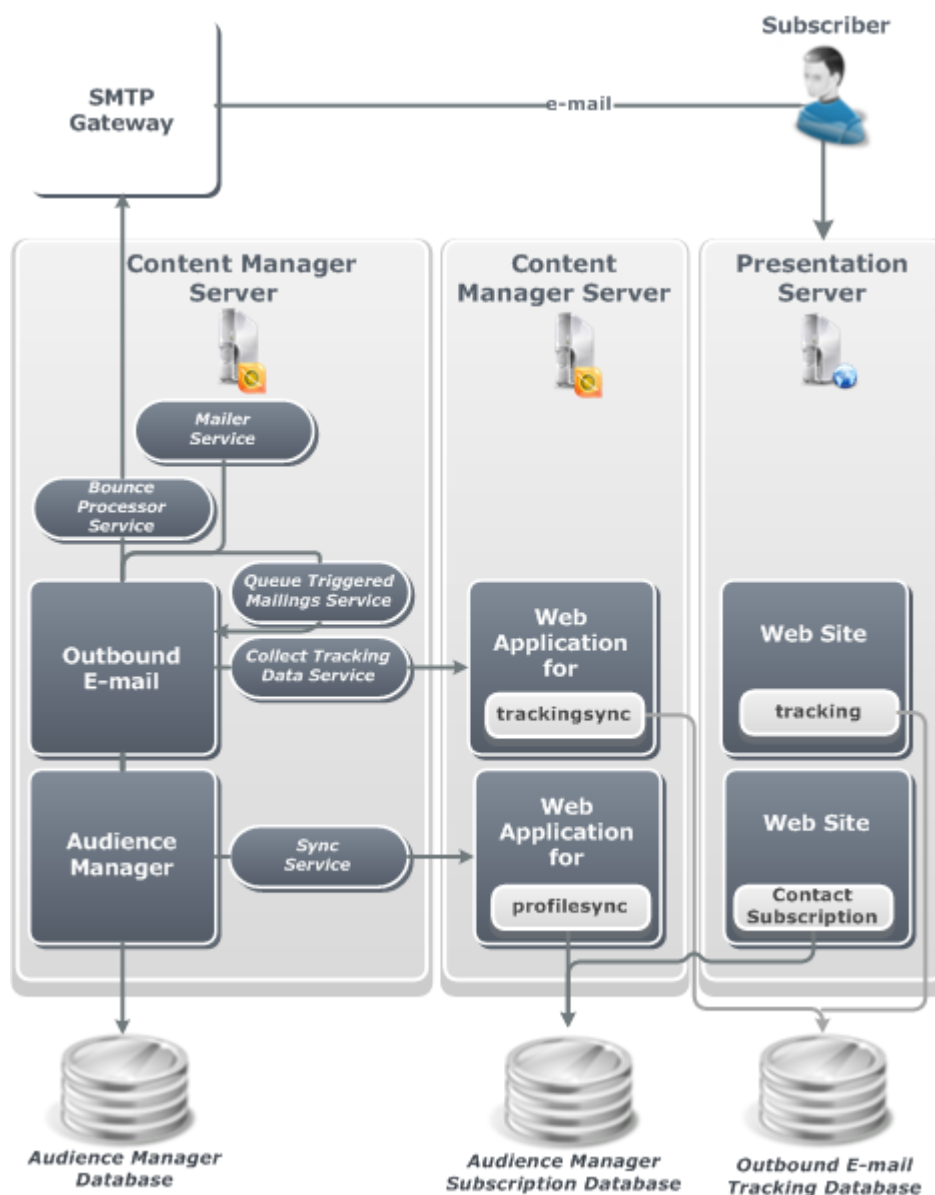 Subscriber
SMTP
Gateway
e-mail
Content Manager
Server
Content
Manager Server
Presentation
Server
Mailer
Service
Bounce
Processor
Service
Queue Triggered
Mailings Service
Outbound
E-mail
Collect Tracking
Data Service
Web
Application
for
trackingsync
Web Site
tracking
Audience
Manager
Sync
Service
Web
Application
for
profilesync
Web Site
Contact
Subscription
Audience Manager
Database
Audience Manager
Subscription Database
Outbound E-mail
Tracking Database